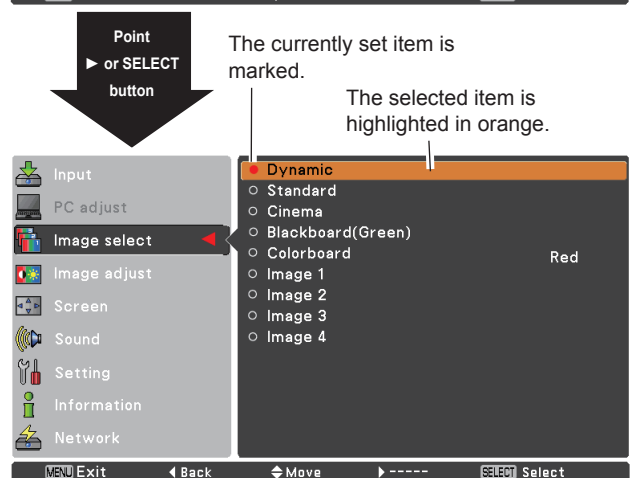 Point
► or SELECT
button
The currently set item is
marked.
The selected item is
highlighted in orange.
Input
PC adjust
Image select
Image adjust
Screen
Sound
Setting
Information
Network
Dynamic
Standard
Cinema
Blackboard(Green)
Colorboard Red
Image 1
Image 2
Image 3
Image 4
MENU Exit ◄Back Move ►----- SELECT Select